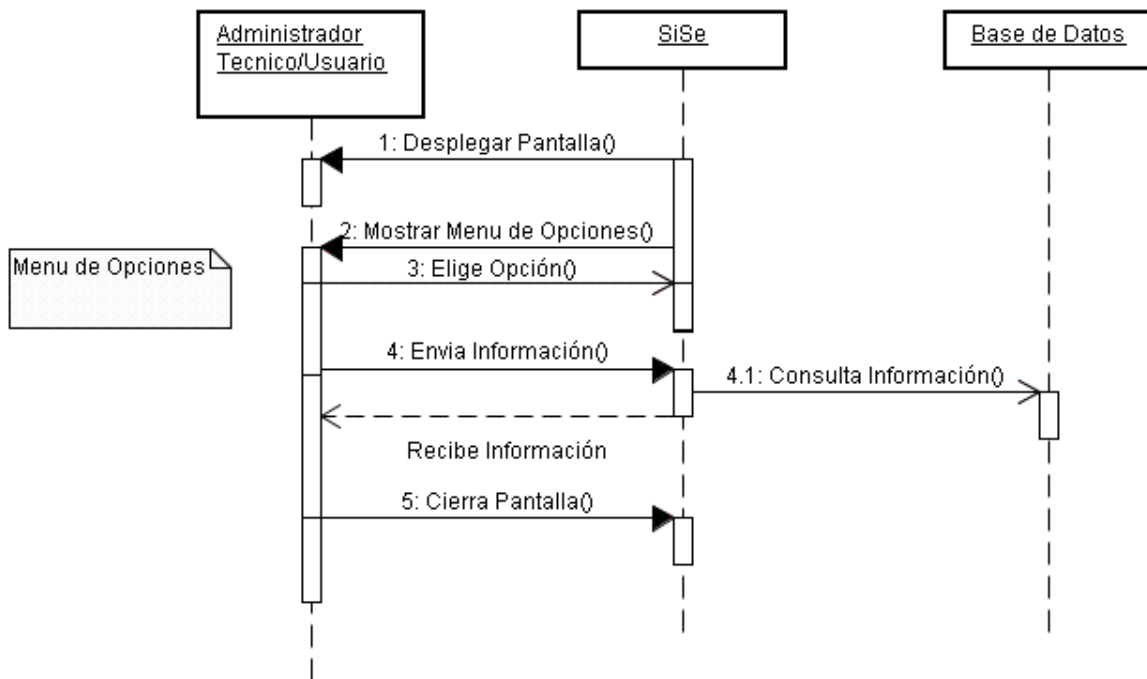 Administrador
Tecnico/Usuario
SiSe
Base de Datos
1: Desplegar Pantalla()
2: Mostrar Menu de Opciones()
Menu de Opciones
3: Elige Opción()
4: Envia Información()
4.1: Consulta Información()
Recibe Información
5: Cierra Pantalla()